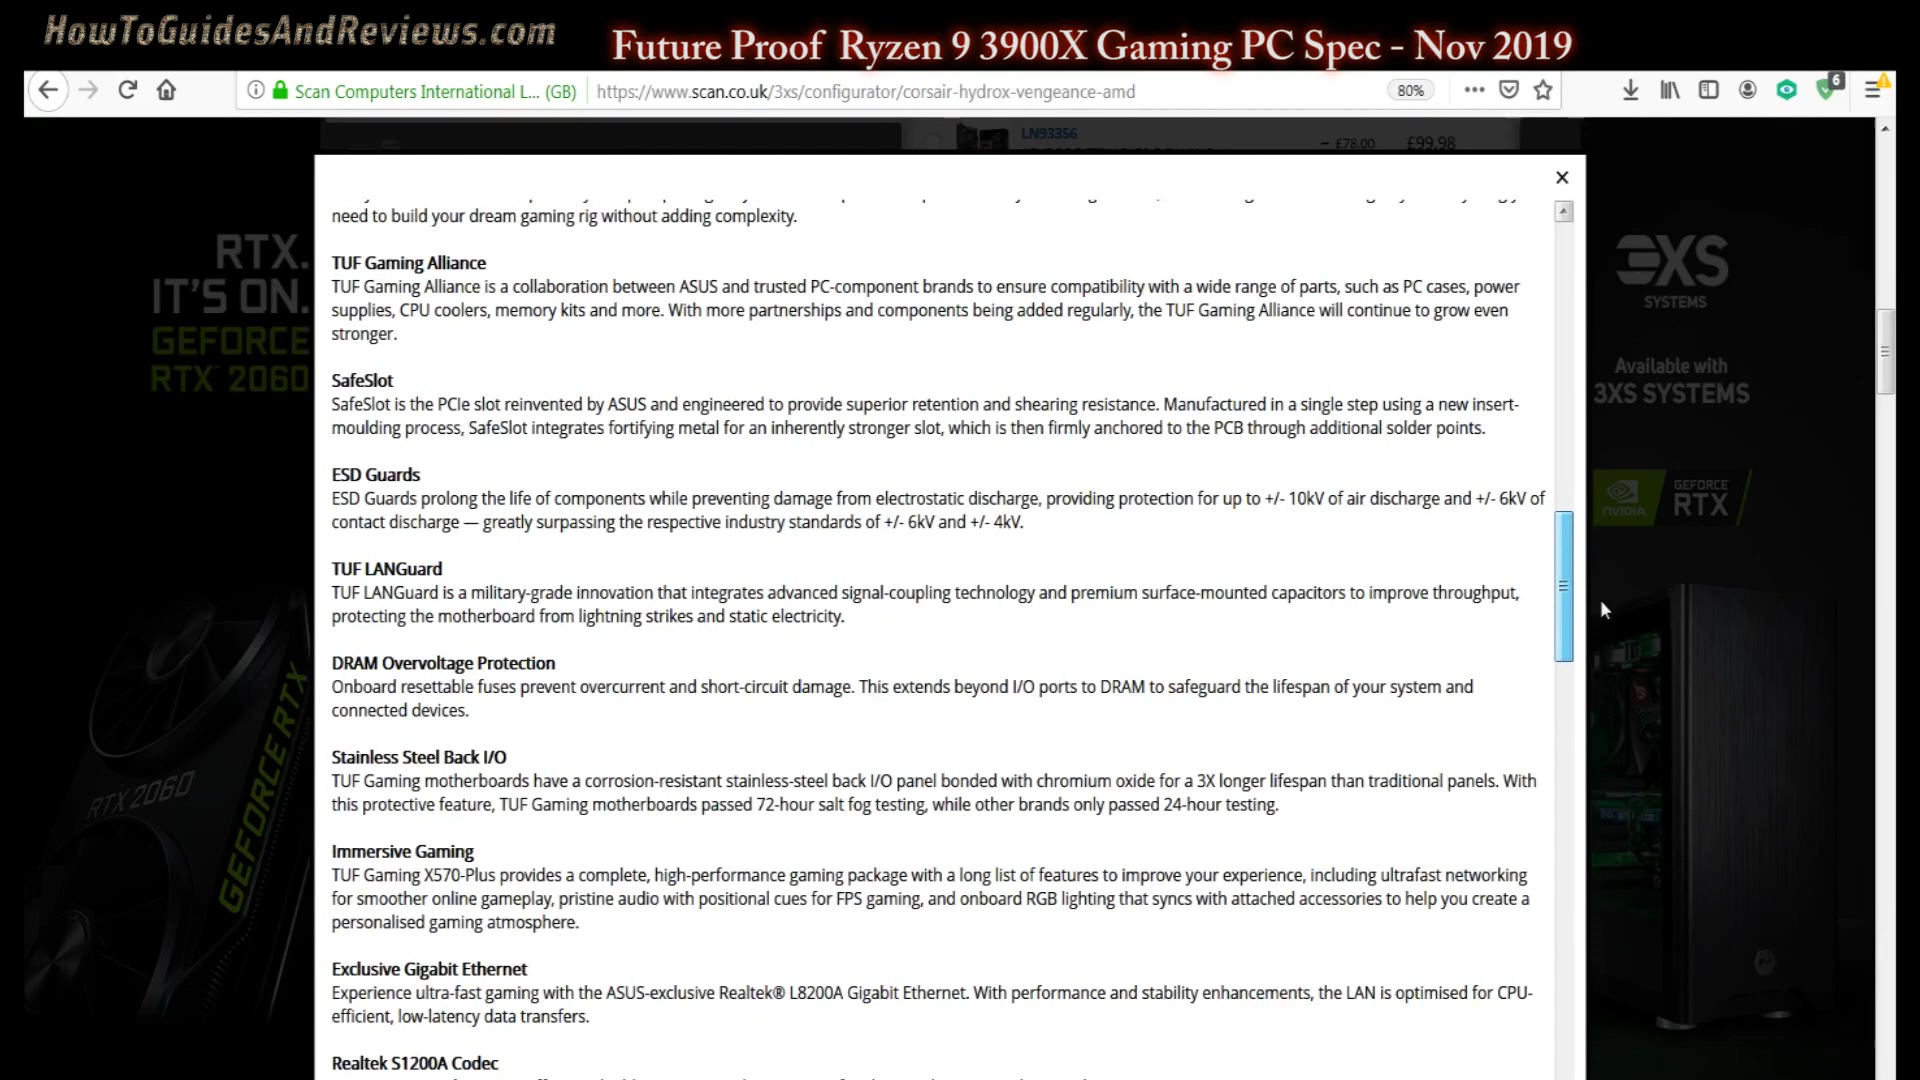 HowToGuidesAndReviews.com
Future Proof Ryzen 9 3900X Gaming PC Spec - Nov 2019
Scan Computers International L... (GB)
https://www.scan.co.uk/3xs/configurator/corsair-hydrox-vengeance-amd
80%
6
LN93356
- £78.00
£99.98
need to build your dream gaming rig without adding complexity.
TUF Gaming Alliance
TUF Gaming Alliance is a collaboration between ASUS and trusted PC-component brands to ensure compatibility with a wide range of parts, such as PC cases, power
supplies, CPU coolers, memory kits and more. With more partnerships and components being added regularly, the TUF Gaming Alliance will continue to grow even
stronger.
SafeSlot
SafeSlot is the PCIe slot reinvented by ASUS and engineered to provide superior retention and shearing resistance. Manufactured in a single step using a new insert-
moulding process, SafeSlot integrates fortifying metal for an inherently stronger slot, which is then firmly anchored to the PCB through additional solder points.
ESD Guards
ESD Guards prolong the life of components while preventing damage from electrostatic discharge, providing protection for up to +/- 10kV of air discharge and +/- 6kV of
contact discharge — greatly surpassing the respective industry standards of +/- 6kV and +/- 4kV.
TUF LANGuard
TUF LANGuard is a military-grade innovation that integrates advanced signal-coupling technology and premium surface-mounted capacitors to improve throughput,
protecting the motherboard from lightning strikes and static electricity.
DRAM Overvoltage Protection
Onboard resettable fuses prevent overcurrent and short-circuit damage. This extends beyond I/O ports to DRAM to safeguard the lifespan of your system and
connected devices.
Stainless Steel Back I/O
TUF Gaming motherboards have a corrosion-resistant stainless-steel back I/O panel bonded with chromium oxide for a 3X longer lifespan than traditional panels. With
this protective feature, TUF Gaming motherboards passed 72-hour salt fog testing, while other brands only passed 24-hour testing.
Immersive Gaming
TUF Gaming X570-Plus provides a complete, high-performance gaming package with a long list of features to improve your experience, including ultrafast networking
for smoother online gameplay, pristine audio with positional cues for FPS gaming, and onboard RGB lighting that syncs with attached accessories to help you create a
personalised gaming atmosphere.
Exclusive Gigabit Ethernet
Experience ultra-fast gaming with the ASUS-exclusive Realtek® L8200A Gigabit Ethernet. With performance and stability enhancements, the LAN is optimised for CPU-
efficient, low-latency data transfers.
Realtek S1200A Codec
RTX.
IT'S ON.
GEFORCE
RTX 2060
RTX 2060
GEFORCE RTX
3XS
SYSTEMS
Available with
3XS SYSTEMS
NVIDIA
GEFORCE
RTX